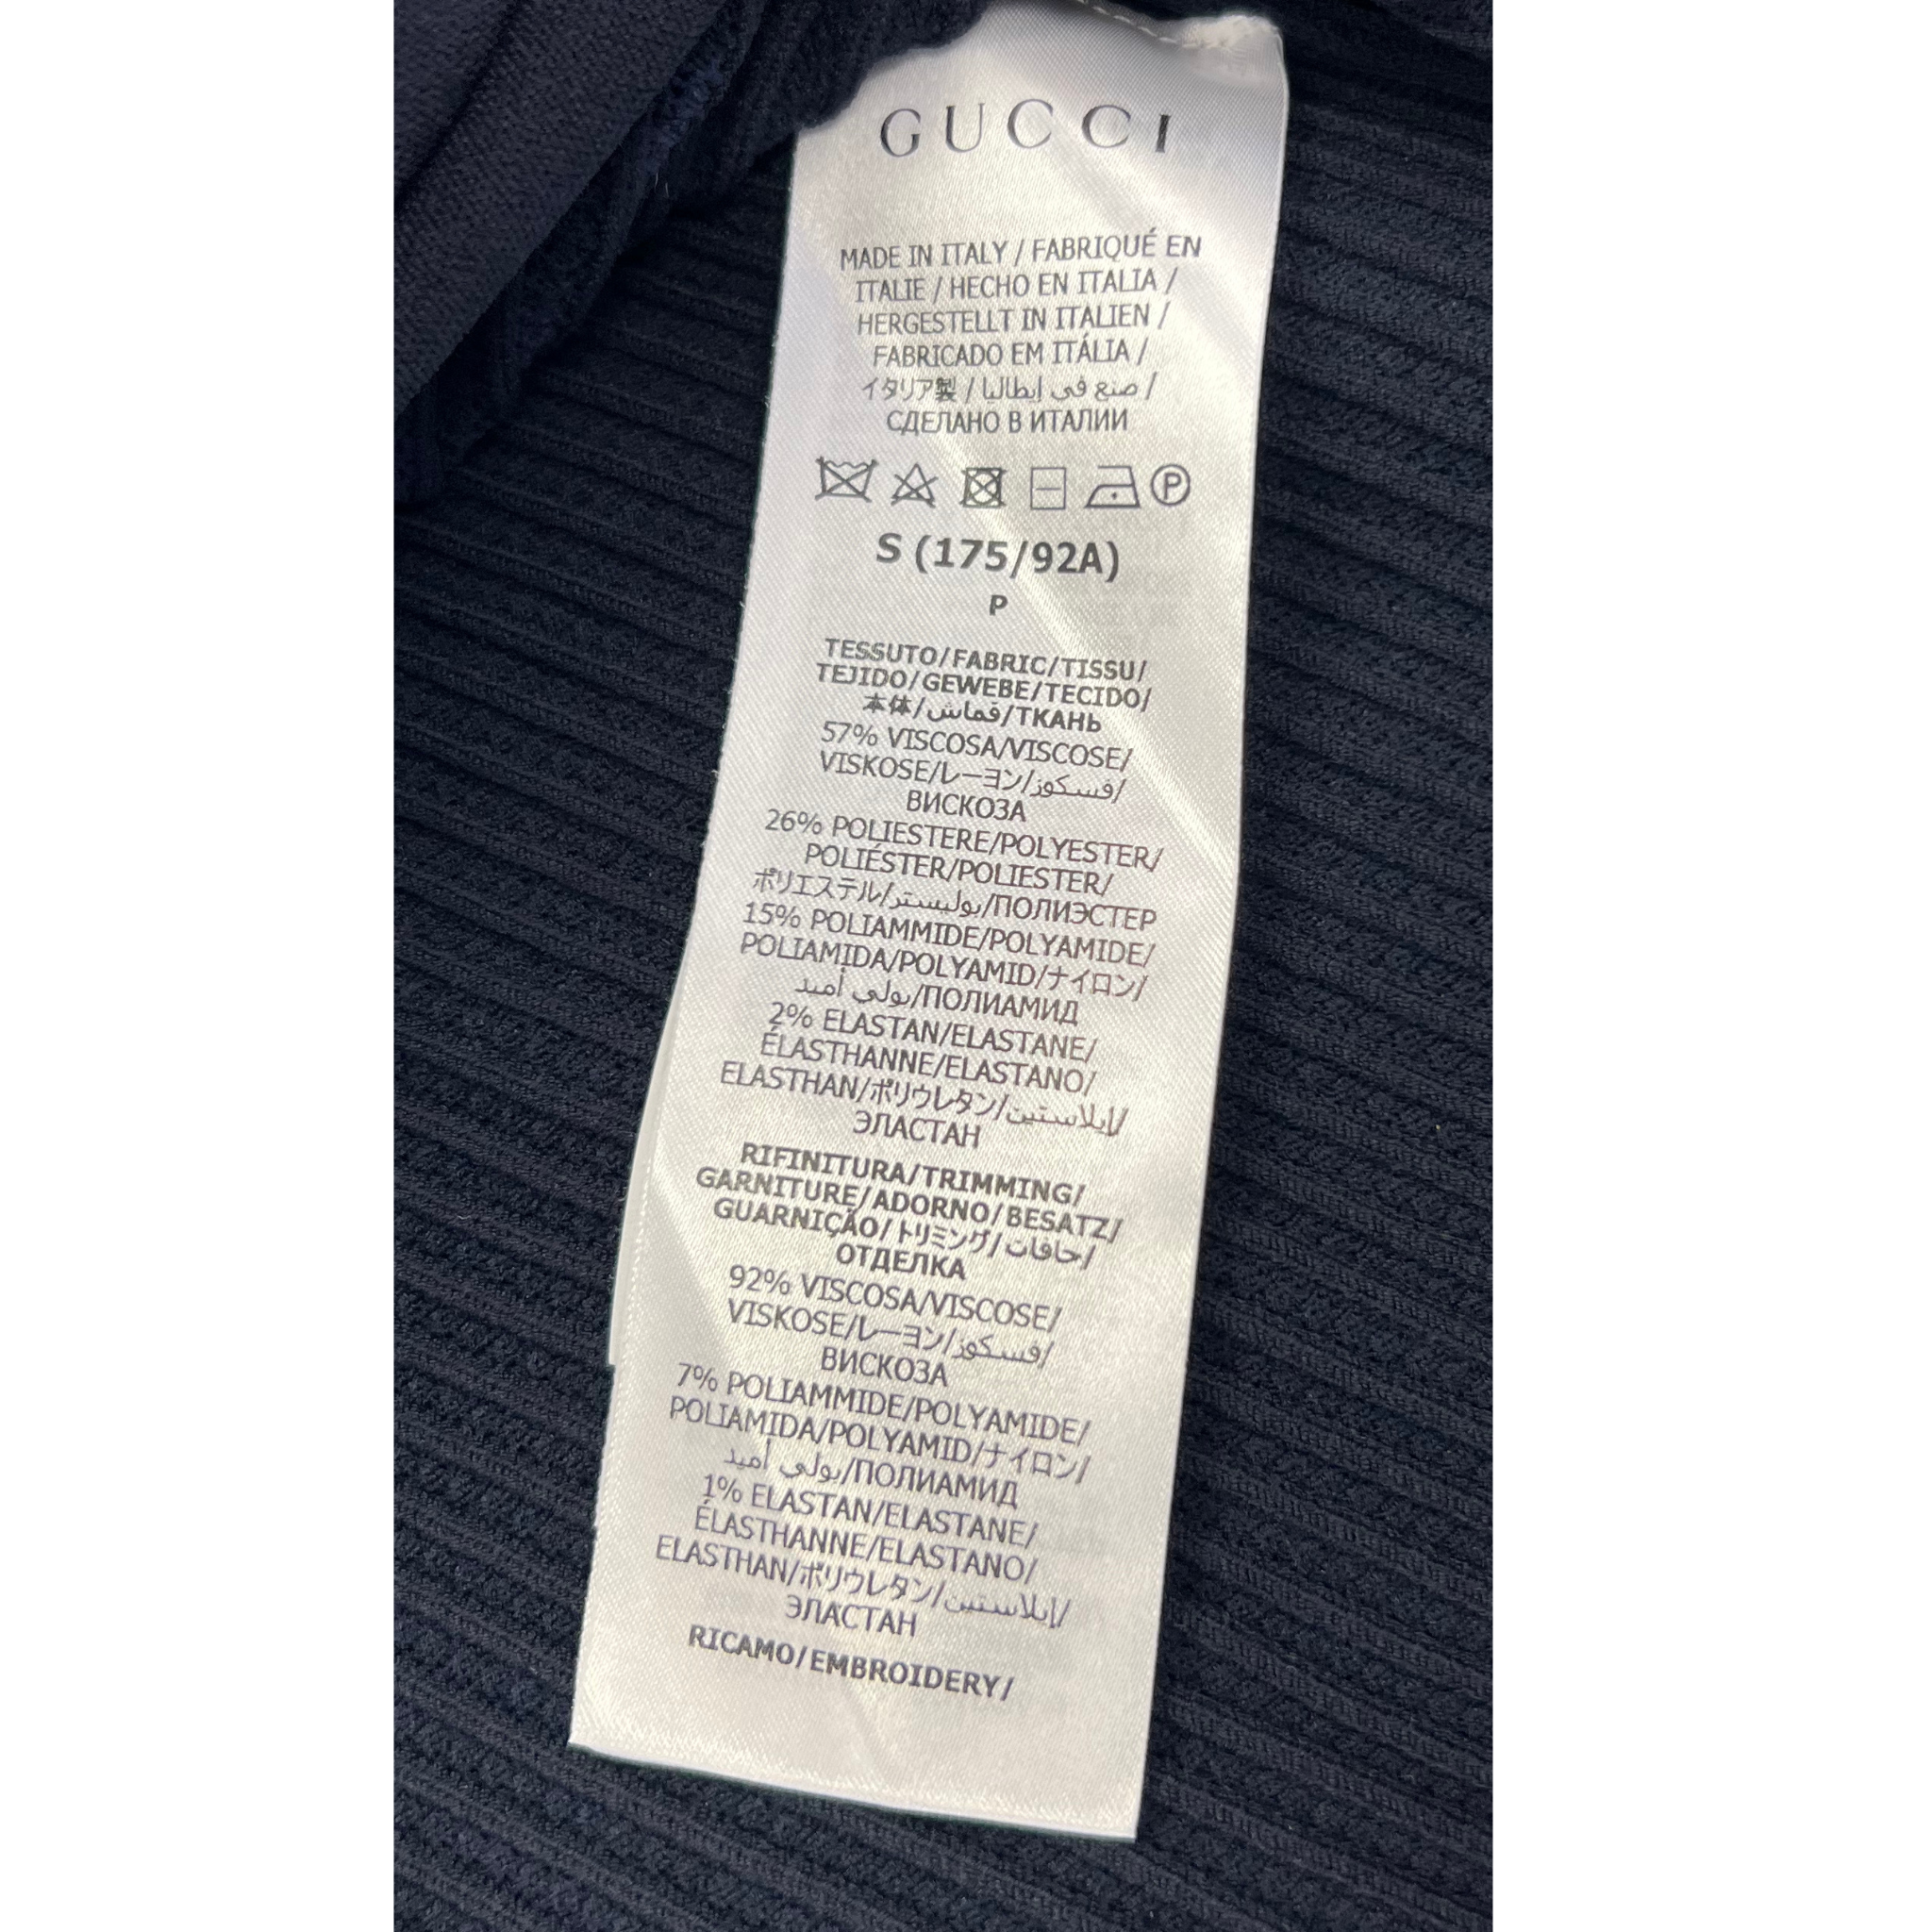 GUCCI
MADE IN ITALY / FABRIQUÉ EN
ITALIE / HECHO EN ITALIA /
HERGESTELLT IN ITALIEN /
FABRICADO EM ITÁLIA /
イタリア製 / صنع في إيطاليا /
СДЕЛАНО В ИТАЛИИ
P
S (175/92A)
P
TESSUTO/FABRIC/TISSU/
TEJIDO/GEWEBE/TECIDO/
本体/قماش/ТКАНЬ
57% VISCOSA/VISCOSE/
VISKOSE/レーヨン/فسكوز/
ВИСКОЗА
26% POLIESTERE/POLYESTER/
POLIÉSTER/POLIESTER/
ポリエステル/بوليستر/ПОЛИЭСТЕР
15% POLIAMMIDE/POLYAMIDE/
POLIAMIDA/POLYAMID/ナイロン/
بولي أميد/ПОЛИАМИД
2% ELASTAN/ELASTANE/
ÉLASTHANNE/ELASTANO/
ELASTHAN/ポリウレタン/إيلاستين/
ЭЛАСТАН
RIFINITURA/TRIMMING/
GARNITURE/ADORNO/BESATZ/
GUARNIÇÃO/トリミング/حافات/
ОТДЕЛКА
92% VISCOSA/VISCOSE/
VISKOSE/レーヨン/فسكوز/
ВИСКОЗА
7% POLIAMMIDE/POLYAMIDE/
POLIAMIDA/POLYAMID/ナイロン/
بولي أميد/ПОЛИАМИД
1% ELASTAN/ELASTANE/
ÉLASTHANNE/ELASTANO/
ELASTHAN/ポリウレタン/إيلاستين/
ЭЛАСТАН
RICAMO/EMBROIDERY/